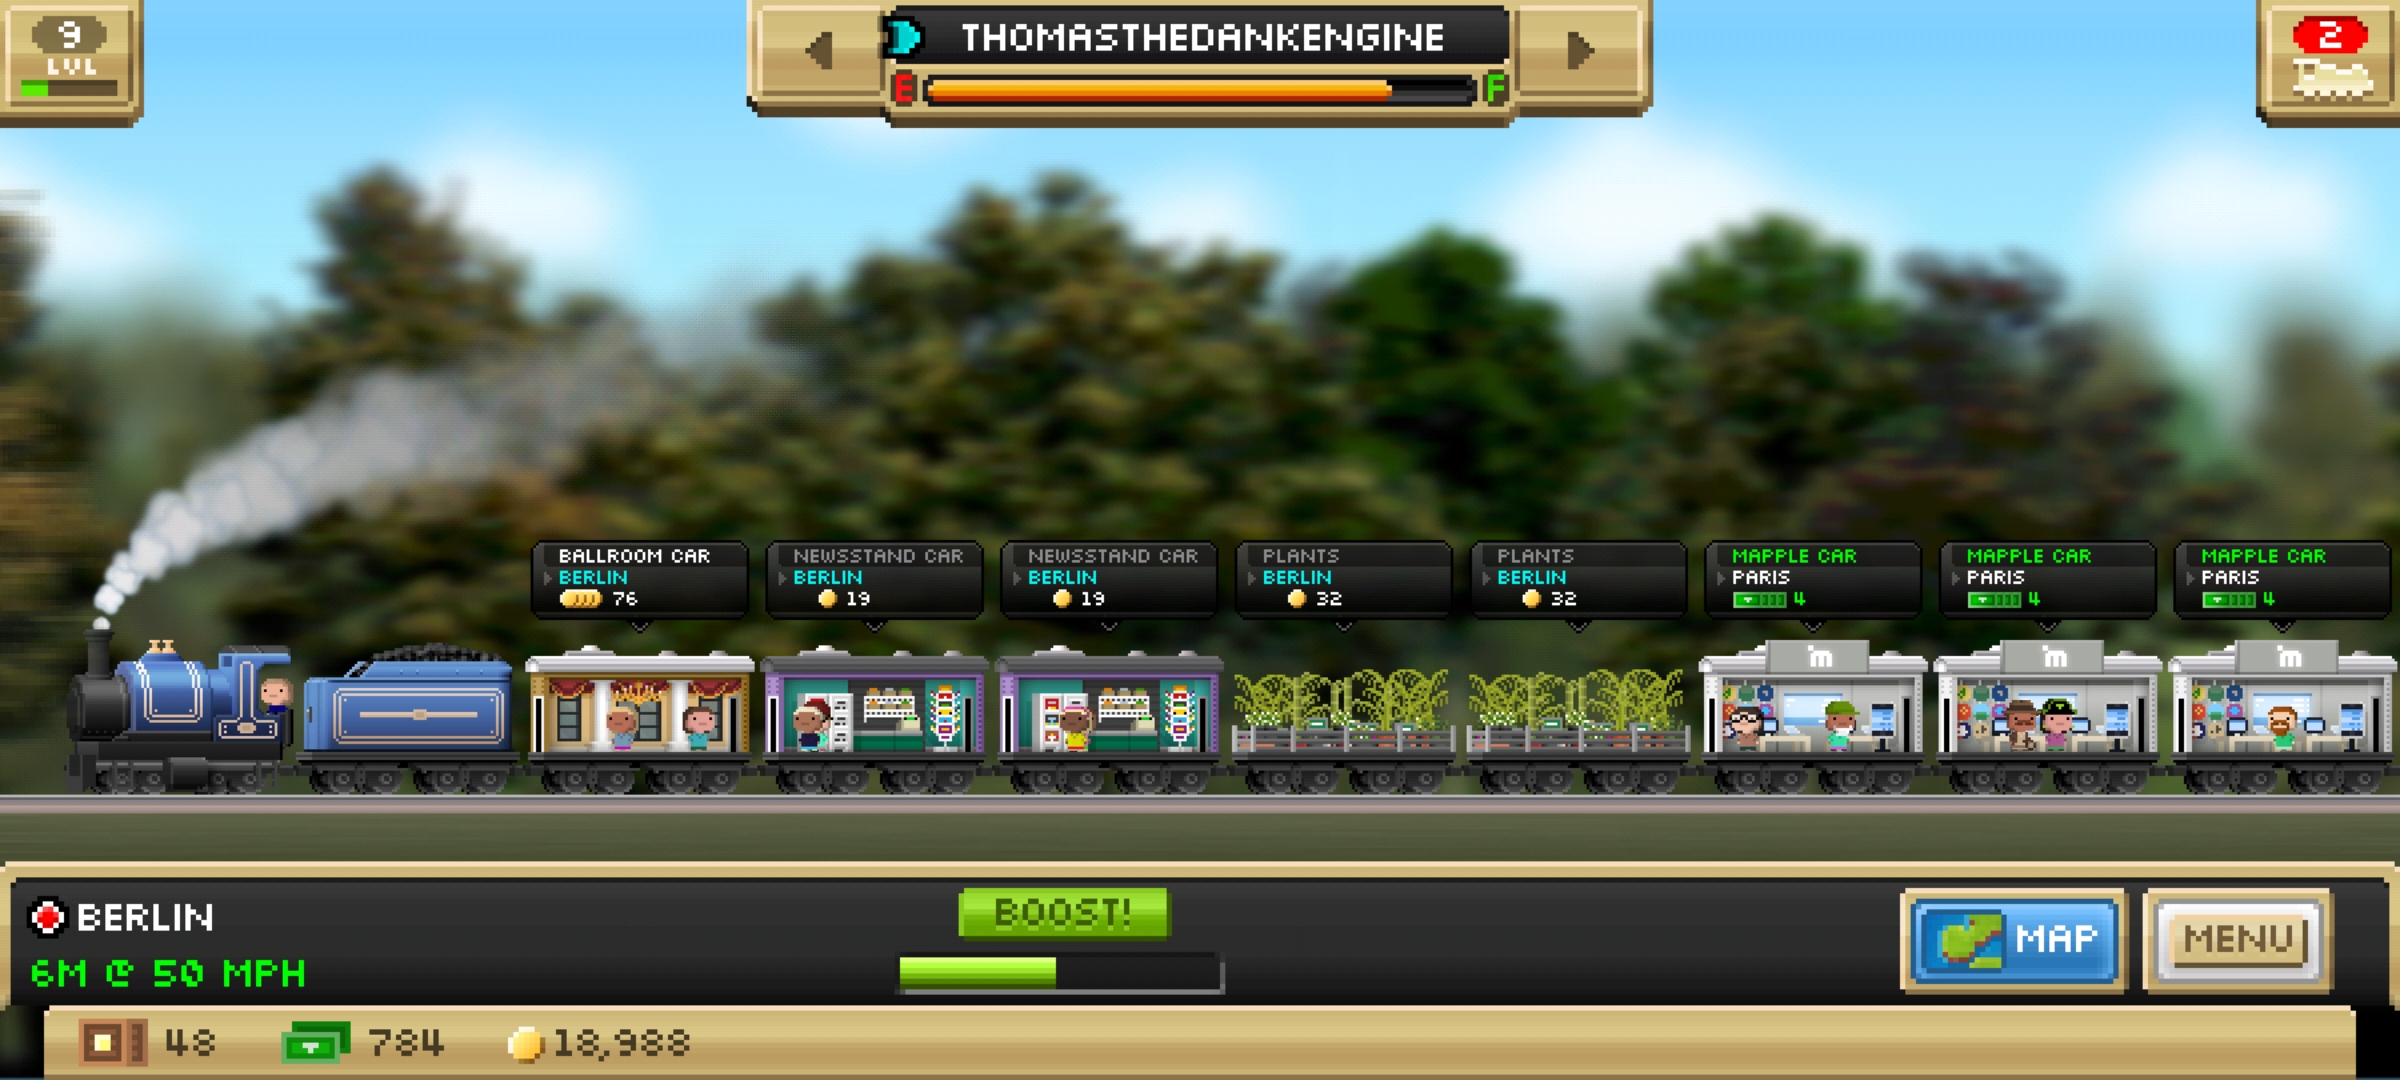 9
LVL
THOMASTHEDANKENGINE
E
F
2
BALLROOM CAR
BERLIN
76
NEWSSTAND CAR
BERLIN
19
NEWSSTAND CAR
BERLIN
19
PLANTS
BERLIN
32
PLANTS
BERLIN
32
MAPPLE CAR
PARIS
4
MAPPLE CAR
PARIS
4
MAPPLE CAR
PARIS
4
m
m
m
BERLIN
6M @ 50 MPH
BOOST!
MAP
MENU
48
784
18,988